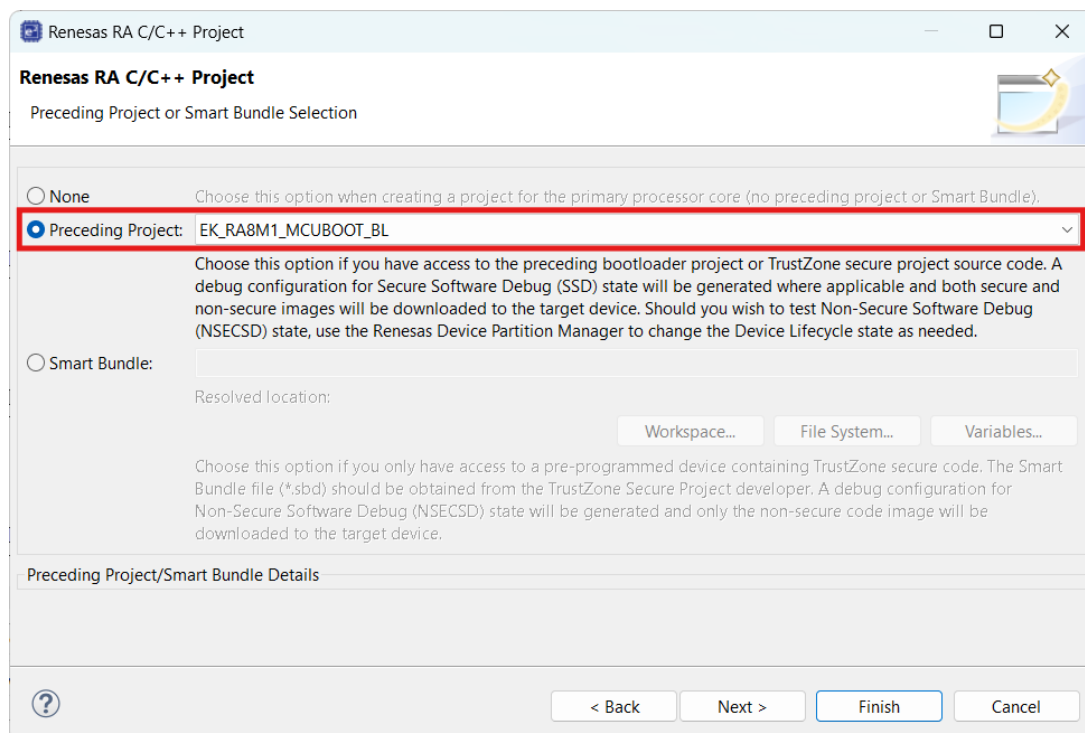 Renesas RA C/C++ Project
Renesas RA C/C++ Project
Preceding Project or Smart Bundle Selection
None
Choose this option when creating a project for the primary processor core (no preceding project or Smart Bundle).
Preceding Project: EK_RA8M1_MCUBOOT_BL
Choose this option if you have access to the preceding bootloader project or TrustZone secure project source code. A
debug configuration for Secure Software Debug (SSD) state will be generated where applicable and both secure and
non-secure images will be downloaded to the target device. Should you wish to test Non-Secure Software Debug
(NSECSD) state, use the Renesas Device Partition Manager to change the Device Lifecycle state as needed.
Smart Bundle:
Resolved location:
Workspace... File System... Variables...
Choose this option if you only have access to a pre-programmed device containing TrustZone secure code. The Smart
Bundle file (*.sbd) should be obtained from the TrustZone Secure Project developer. A debug configuration for
Non-Secure Software Debug (NSECSD) state will be generated and only the non-secure code image will be
downloaded to the target device.
Preceding Project/Smart Bundle Details
? < Back Next > Finish Cancel